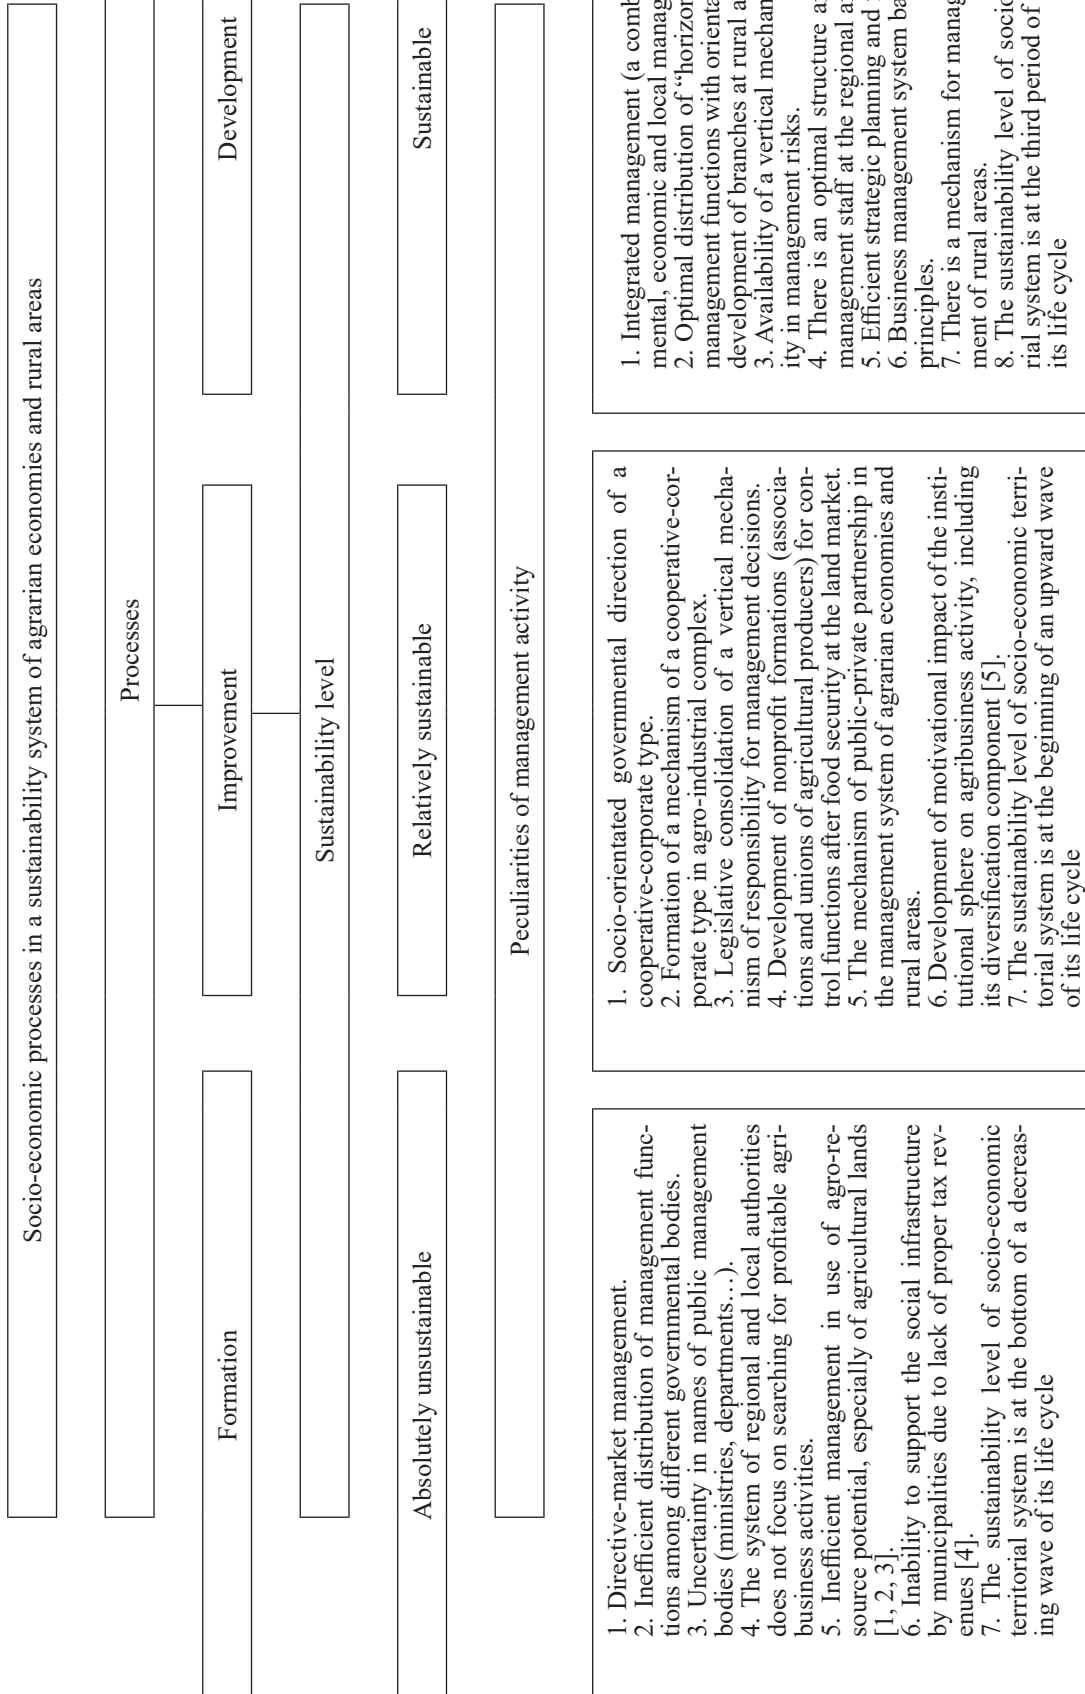 Socio-economic processes in a sustainability system of agrarian economies and rural areas
Processes
Formation
Improvement
Development
Sustainability level
Absolutely unsustainable
Relatively sustainable
Sustainable
Peculiarities of management activity
1. Directive-market management.
2. Inefficient distribution of management func-
tions among different governmental bodies.
3. Uncertainty in names of public management
bodies (ministries, departments…).
4. The system of regional and local authorities
does not focus on searching for profitable agri-
business activities.
5. Inefficient management in use of agro-re-
source potential, especially of agricultural lands
[1, 2, 3].
6. Inability to support the social infrastructure
by municipalities due to lack of proper tax rev-
enues [4].
7. The sustainability level of socio-economic
territorial system is at the bottom of a decreas-
ing wave of its life cycle
1. Socio-orientated governmental direction of a
cooperative-corporate type.
2. Formation of a mechanism of a cooperative-cor-
porate type in agro-industrial complex.
3. Legislative consolidation of a vertical mecha-
nism of responsibility for management decisions.
4. Development of nonprofit formations (associa-
tions and unions of agricultural producers) for con-
trol functions after food security at the land market.
5. The mechanism of public-private partnership in
the management system of agrarian economies and
rural areas.
6. Development of motivational impact of the insti-
tutional sphere on agribusiness activity, including
its diversification component [5].
7. The sustainability level of socio-economic terri-
torial system is at the beginning of an upward wave
of its life cycle
1. Integrated management (a comb
mental, economic and local manag
2. Optimal distribution of “horizon
management functions with orienta
development of branches at rural a
3. Availability of a vertical mechan
ity in management risks.
4. There is an optimal structure a
management staff at the regional a
5. Efficient strategic planning and
6. Business management system ba
principles.
7. There is a mechanism for manag
ment of rural areas.
8. The sustainability level of socio
rial system is at the third period of
its life cycle